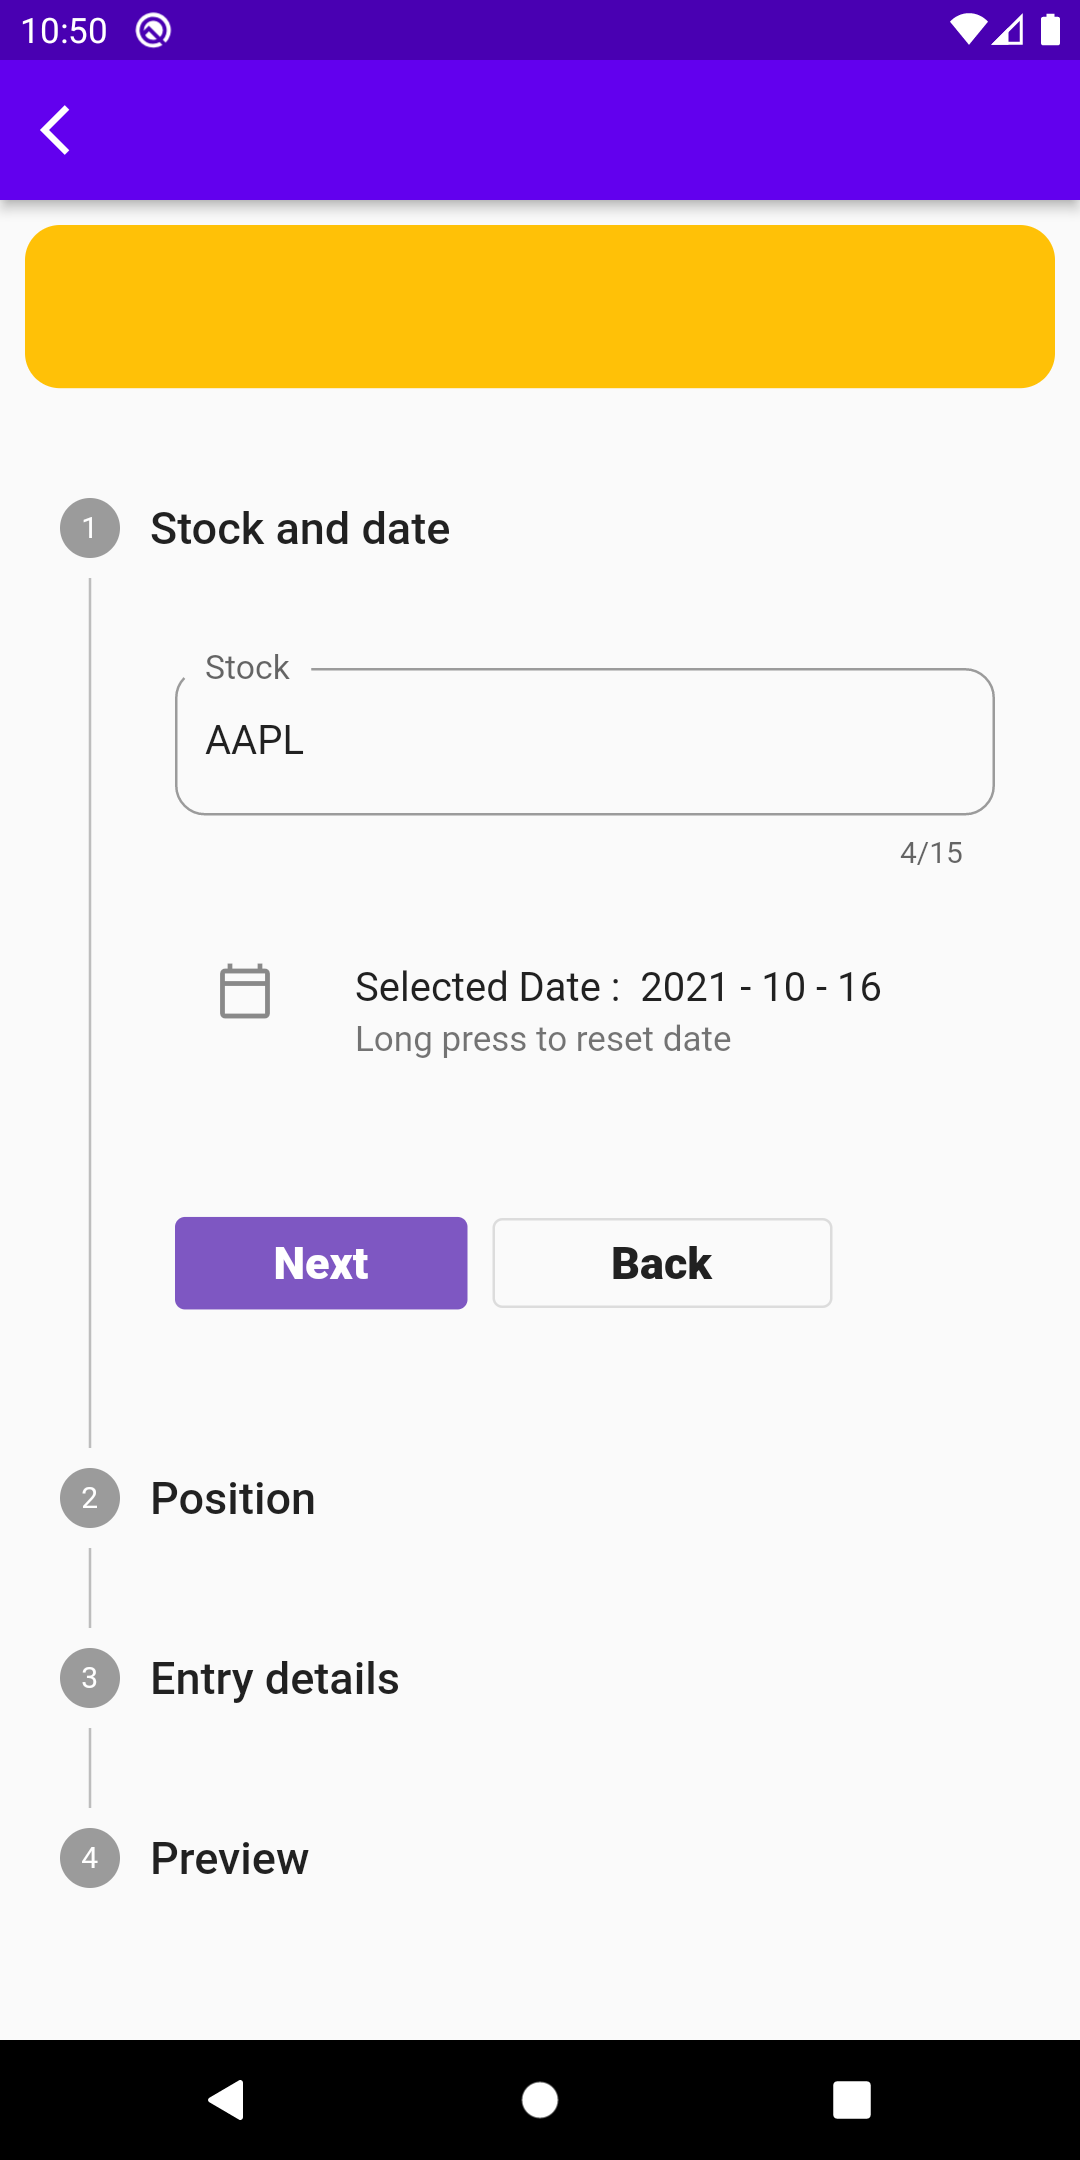 10:50
1 Stock and date
Stock
AAPL
4/15
Selected Date :  2021 - 10 - 16
Long press to reset date
Next Back
2 Position
3 Entry details
4 Preview